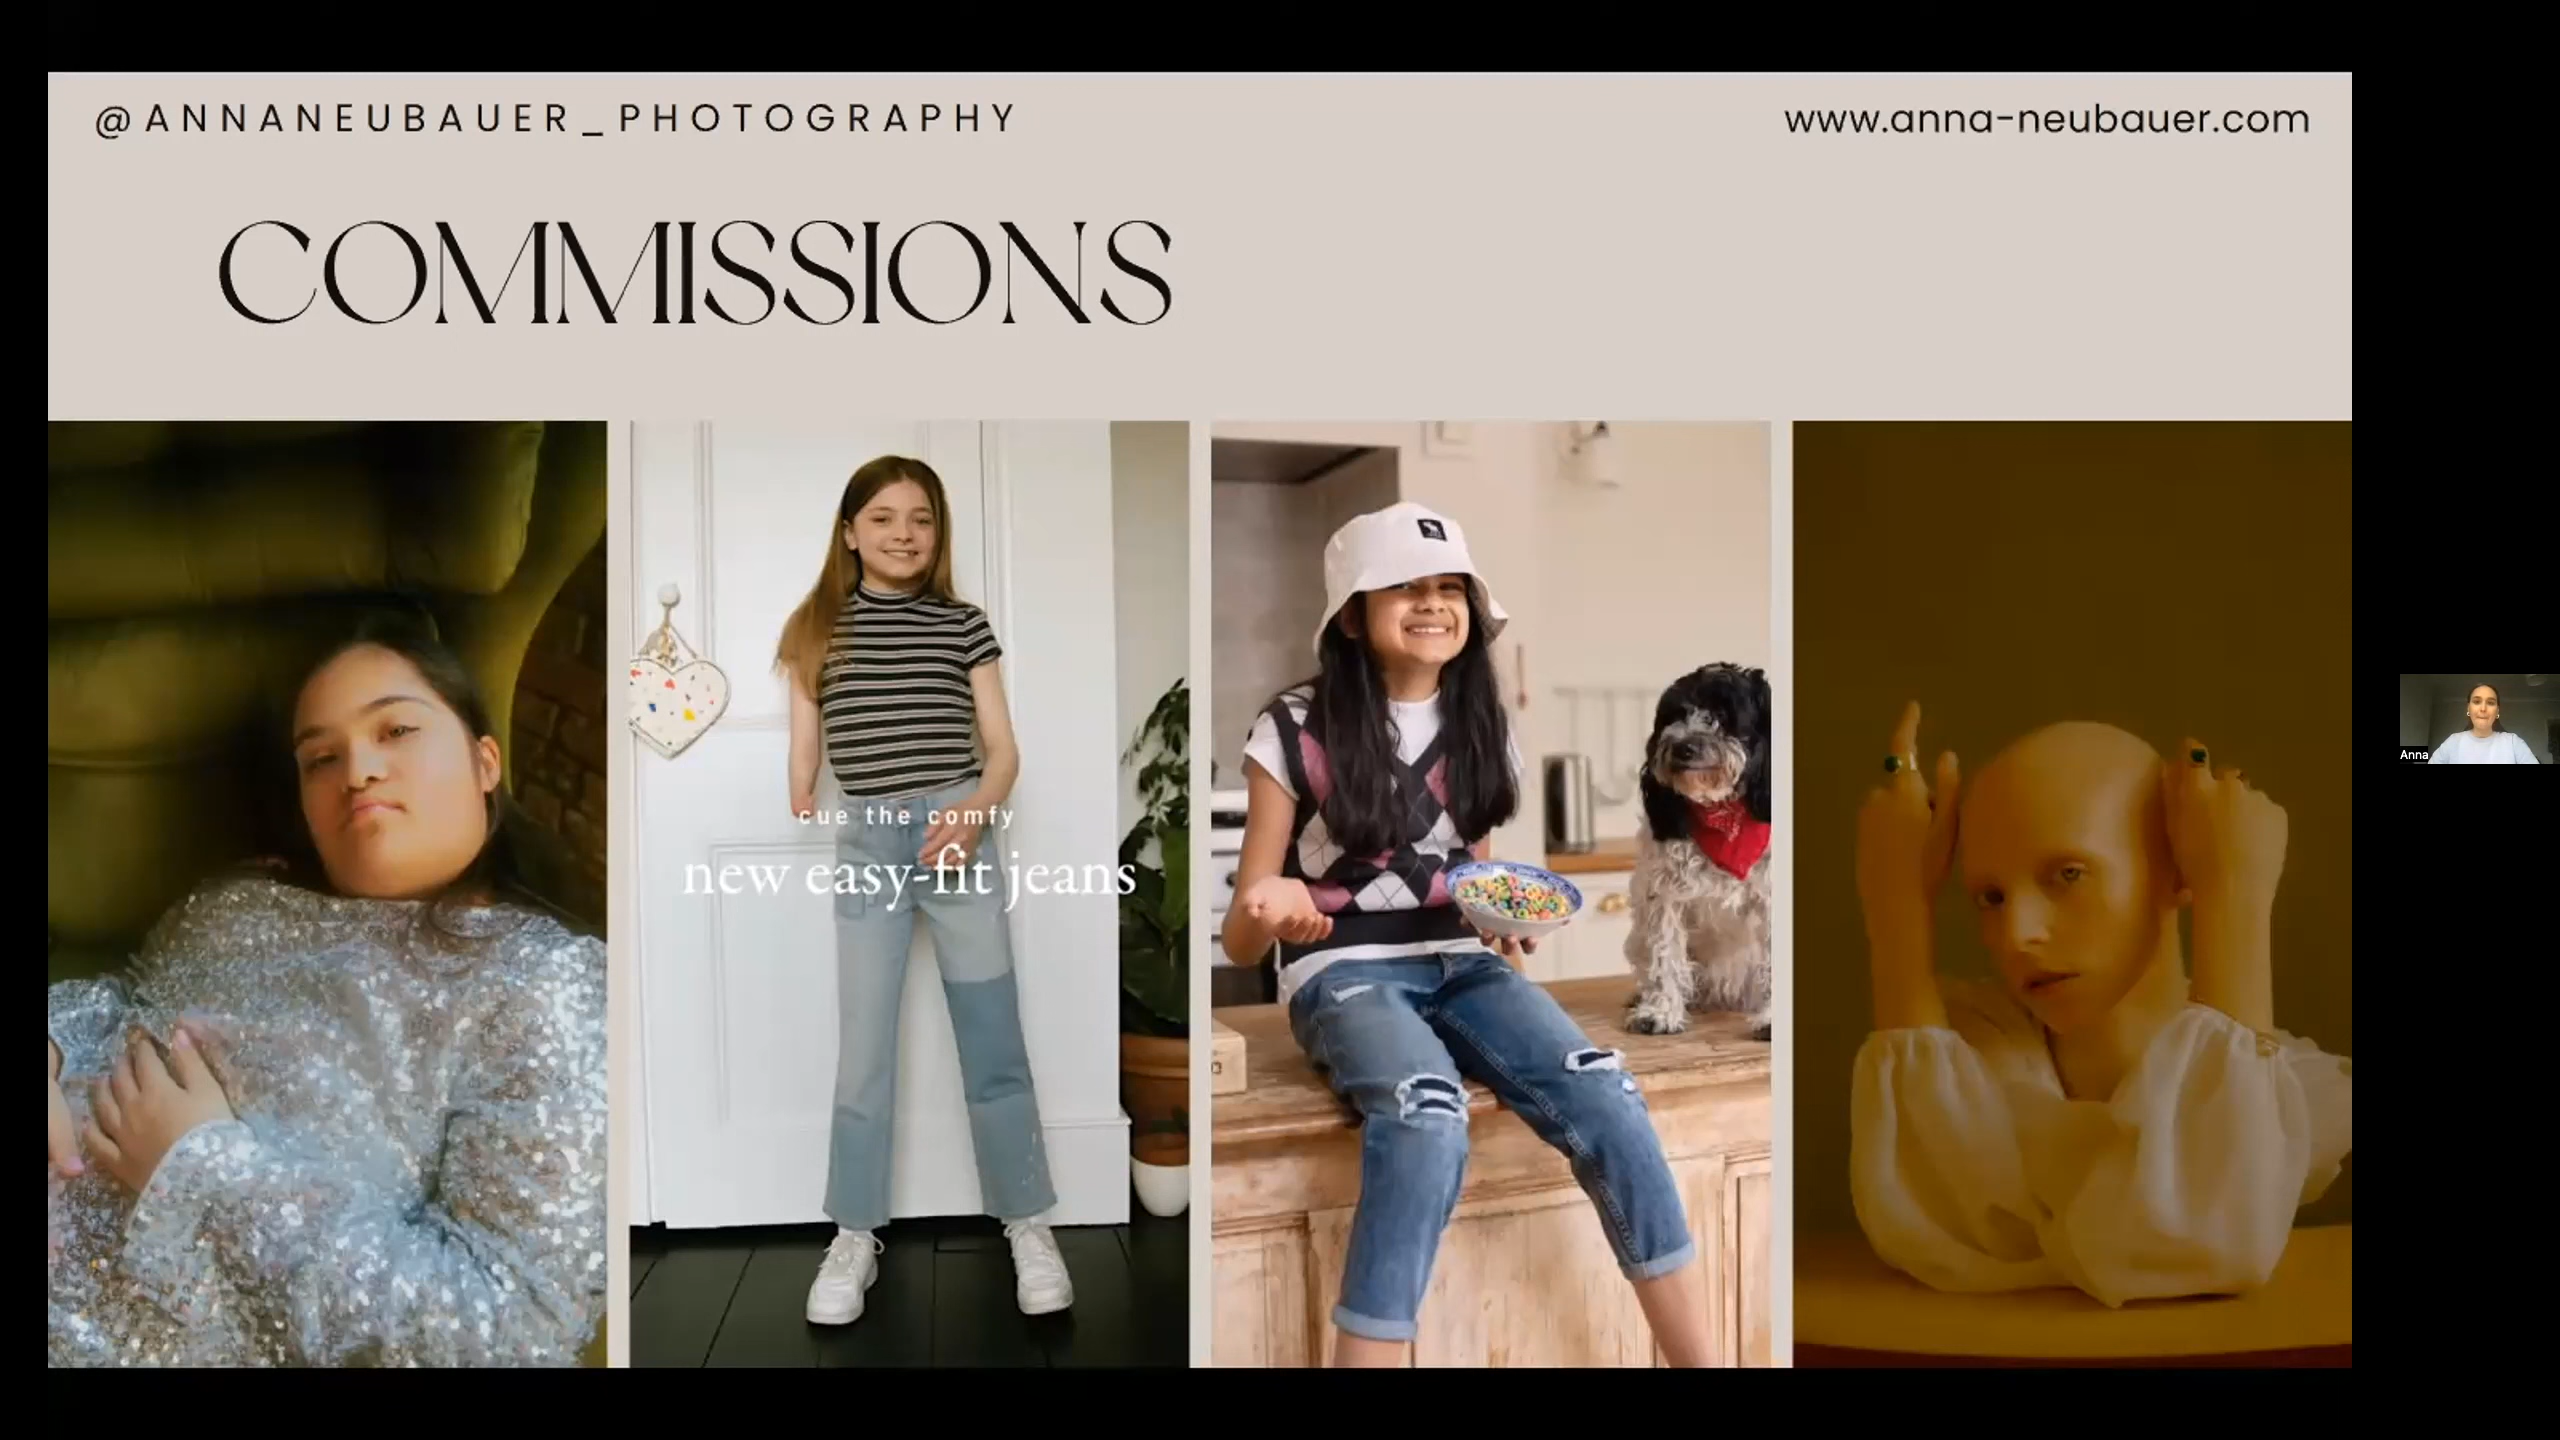 @ANNANEUBAUER_PHOTOGRAPHY
www.anna-neubauer.com
COMMISSIONS
cue the comfy
new easy-fit jeans
Anna